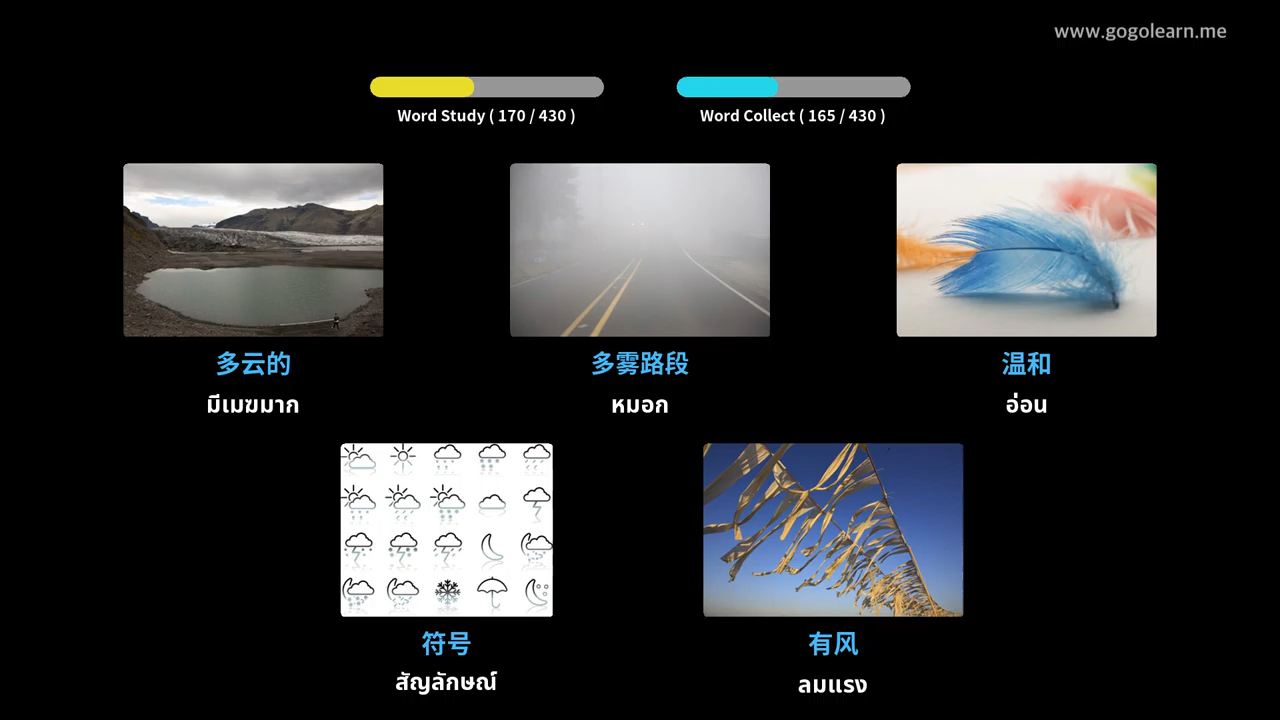 www.gogolearn.me
Word Study ( 170 / 430 )
Word Collect ( 165 / 430 )
多云的
多雾路段
温和
มีเมฆมาก
หมอก
อ่อน
符号
有风
สัญลักษณ์
ลมแรง